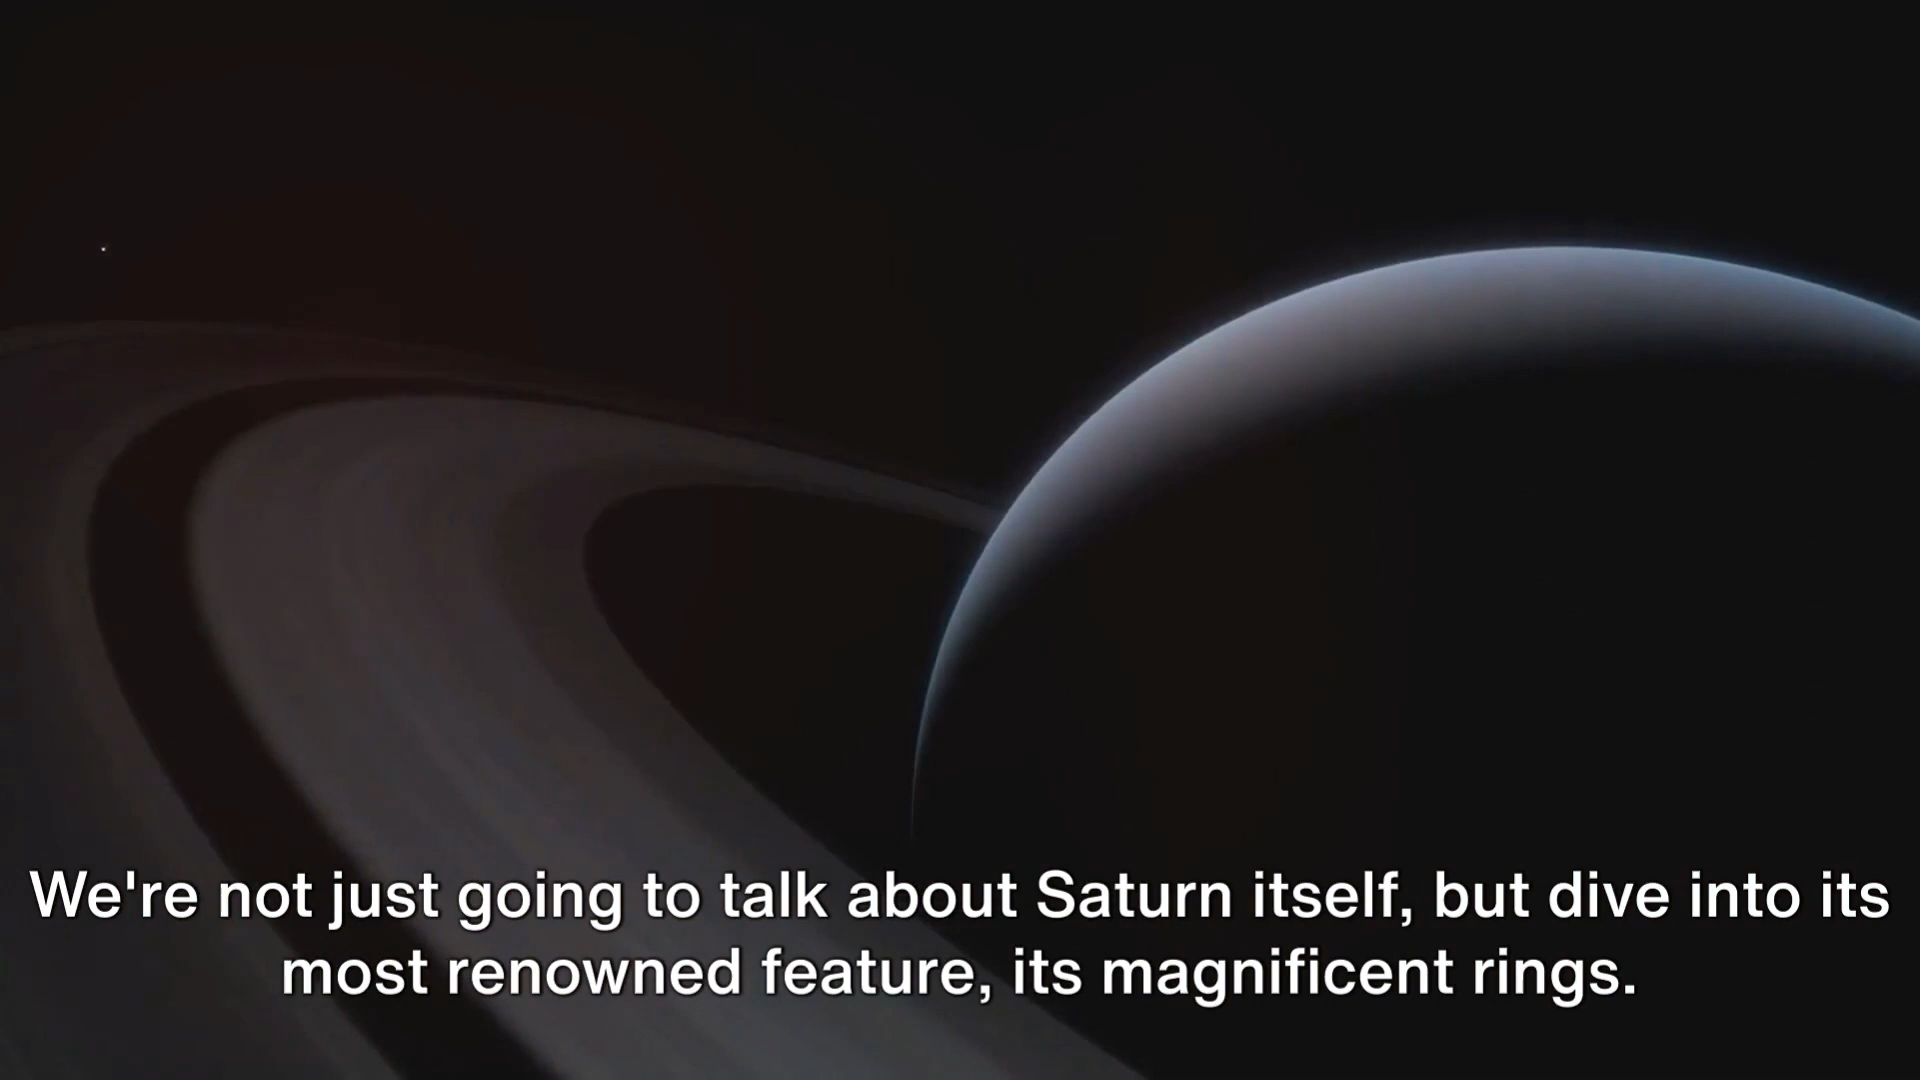 We're not just going to talk about Saturn itself, but dive into its
most renowned feature, its magnificent rings.